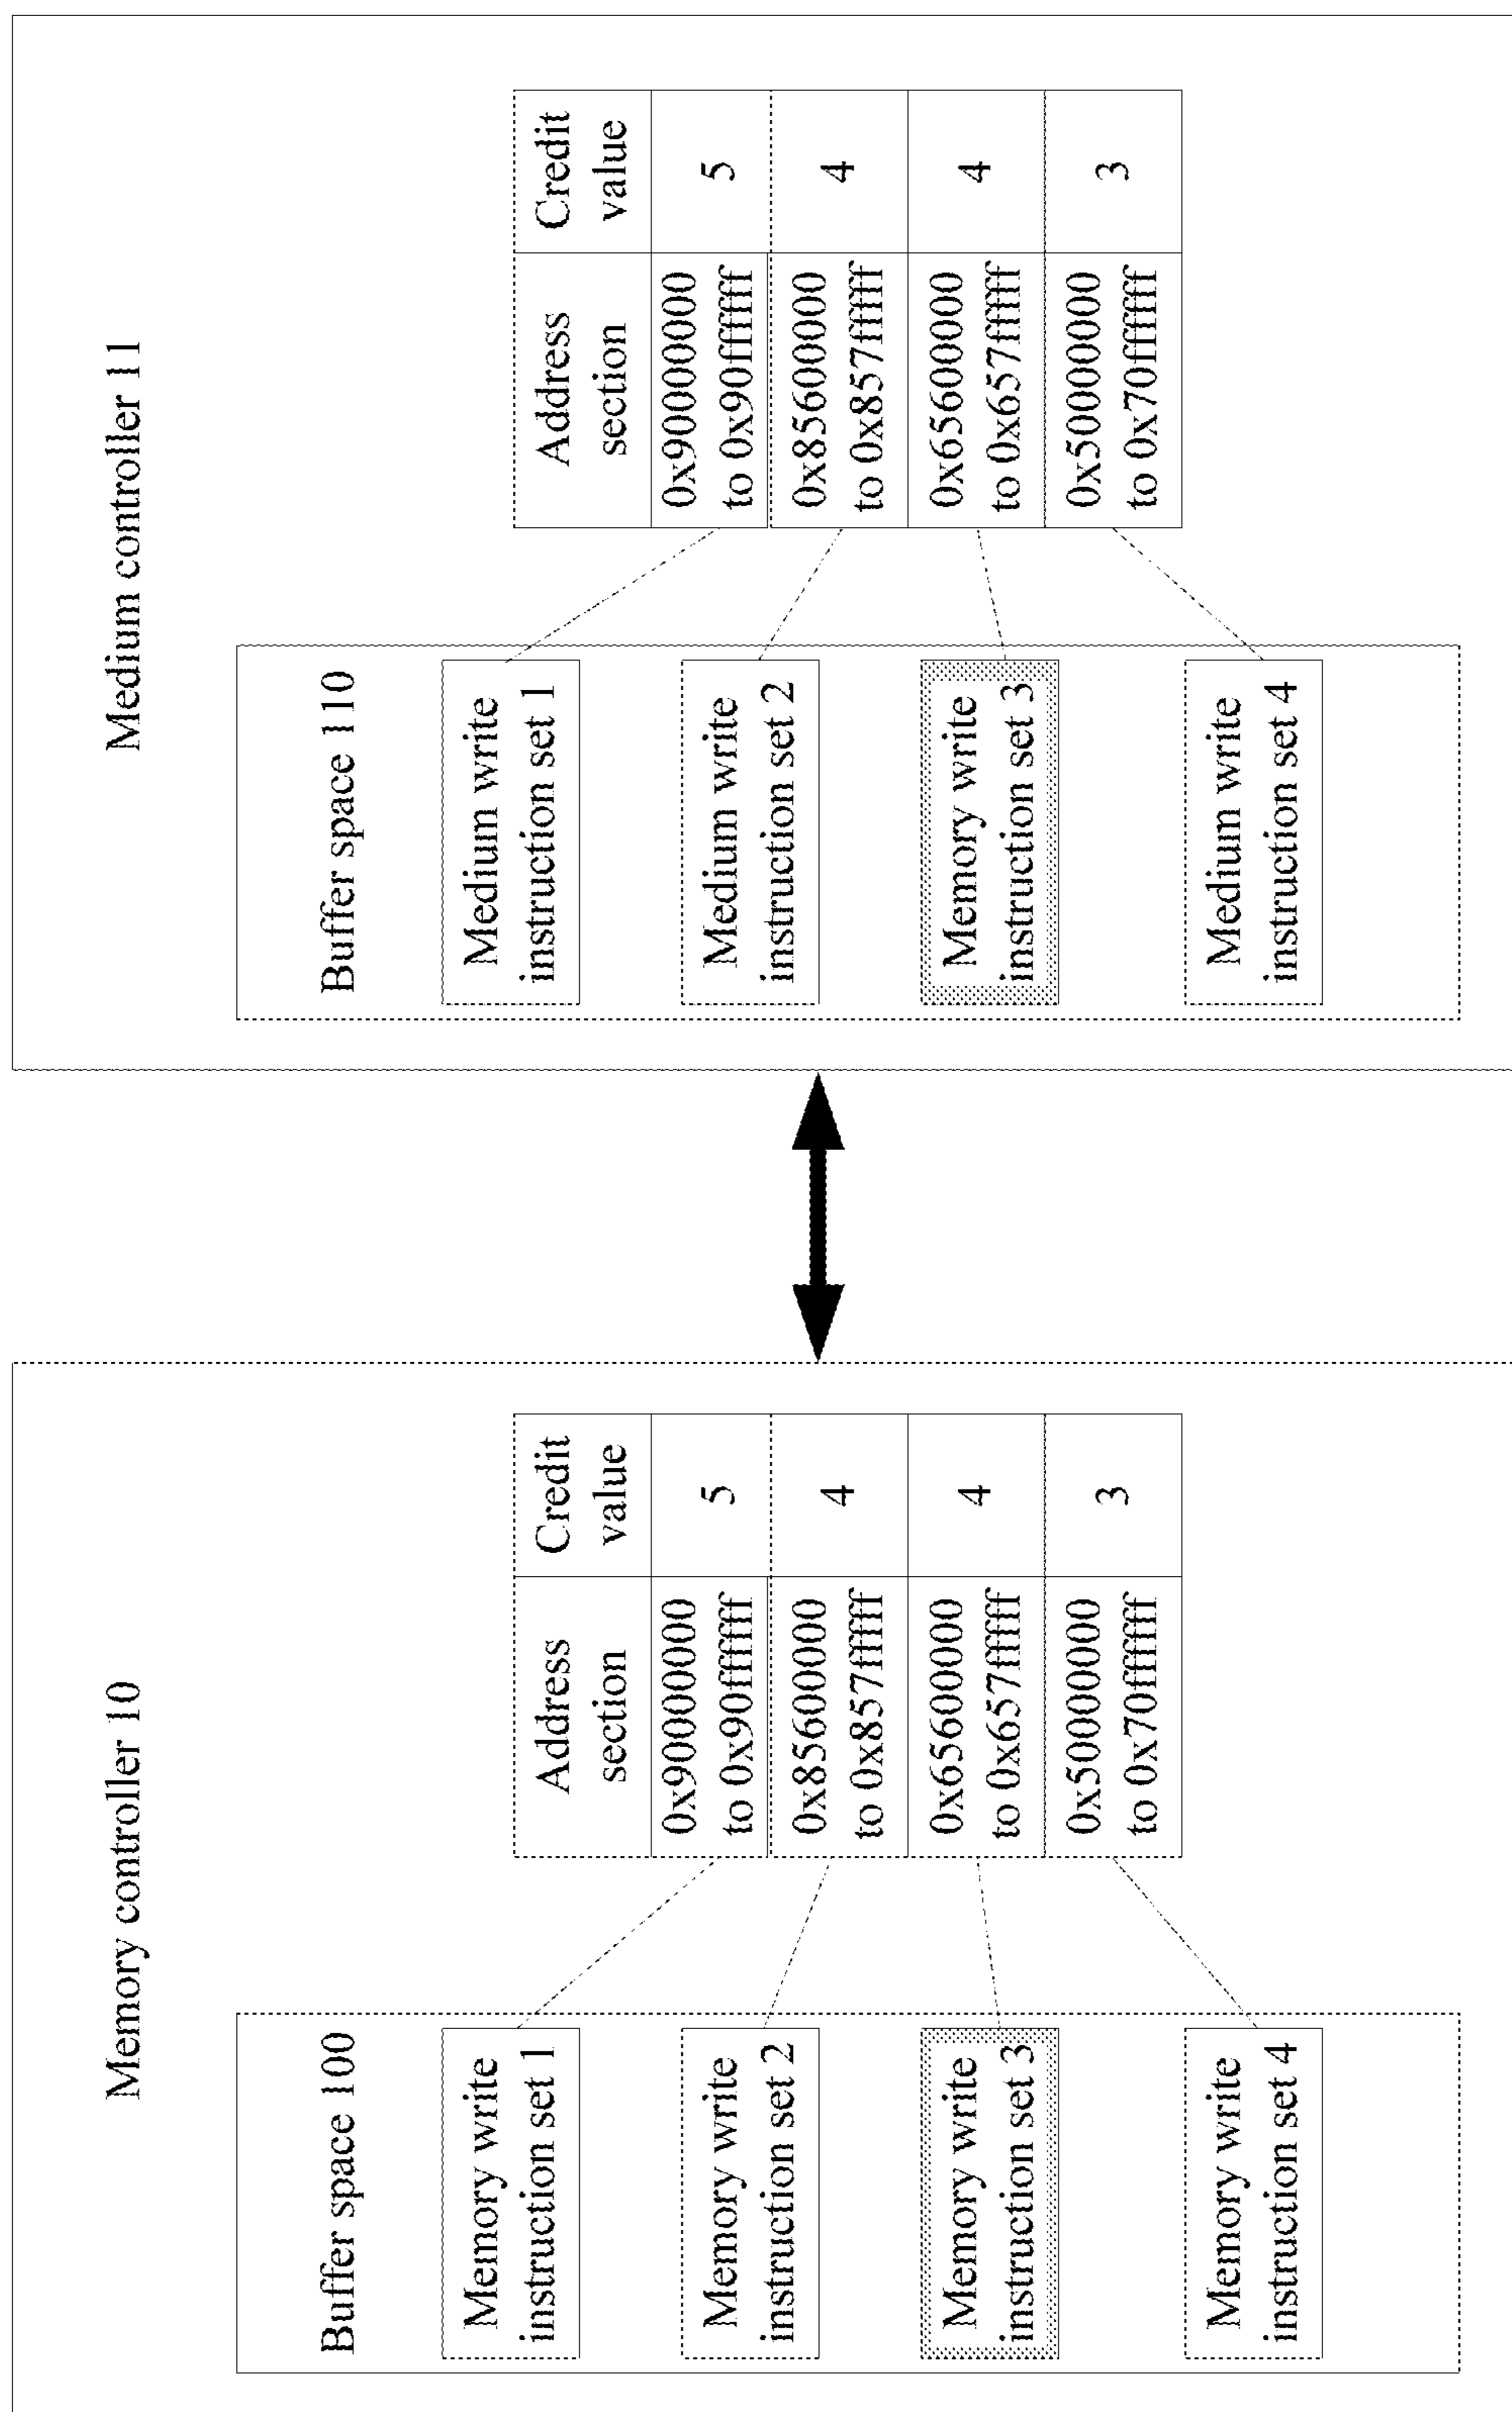 Memory controller 10
Buffer space 100
Memory write
instruction set 1
Memory write
instruction set 2
Memory write
instruction set 3
Memory write
instruction set 4
Address
section
Credit
value
0x90000000
to 0x90ffffff
5
0x85600000
to 0x857fffff
4
0x65600000
to 0x657fffff
4
0x50000000
to 0x70ffffff
3
Medium controller 11
Buffer space 110
Medium write
instruction set 1
Medium write
instruction set 2
Memory write
instruction set 3
Medium write
instruction set 4
Address
section
Credit
value
0x90000000
to 0x90ffffff
5
0x85600000
to 0x857fffff
4
0x65600000
to 0x657fffff
4
0x50000000
to 0x70ffffff
3